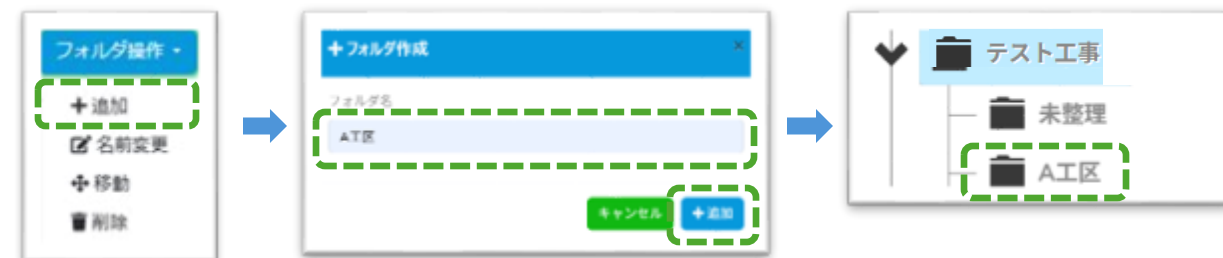 フォルダ操作
+追加
名前変更
移動
削除
+フォルダ作成
×
フォルダ名
A工区
キャンセル
+追加
テスト工事
未整理
A工区